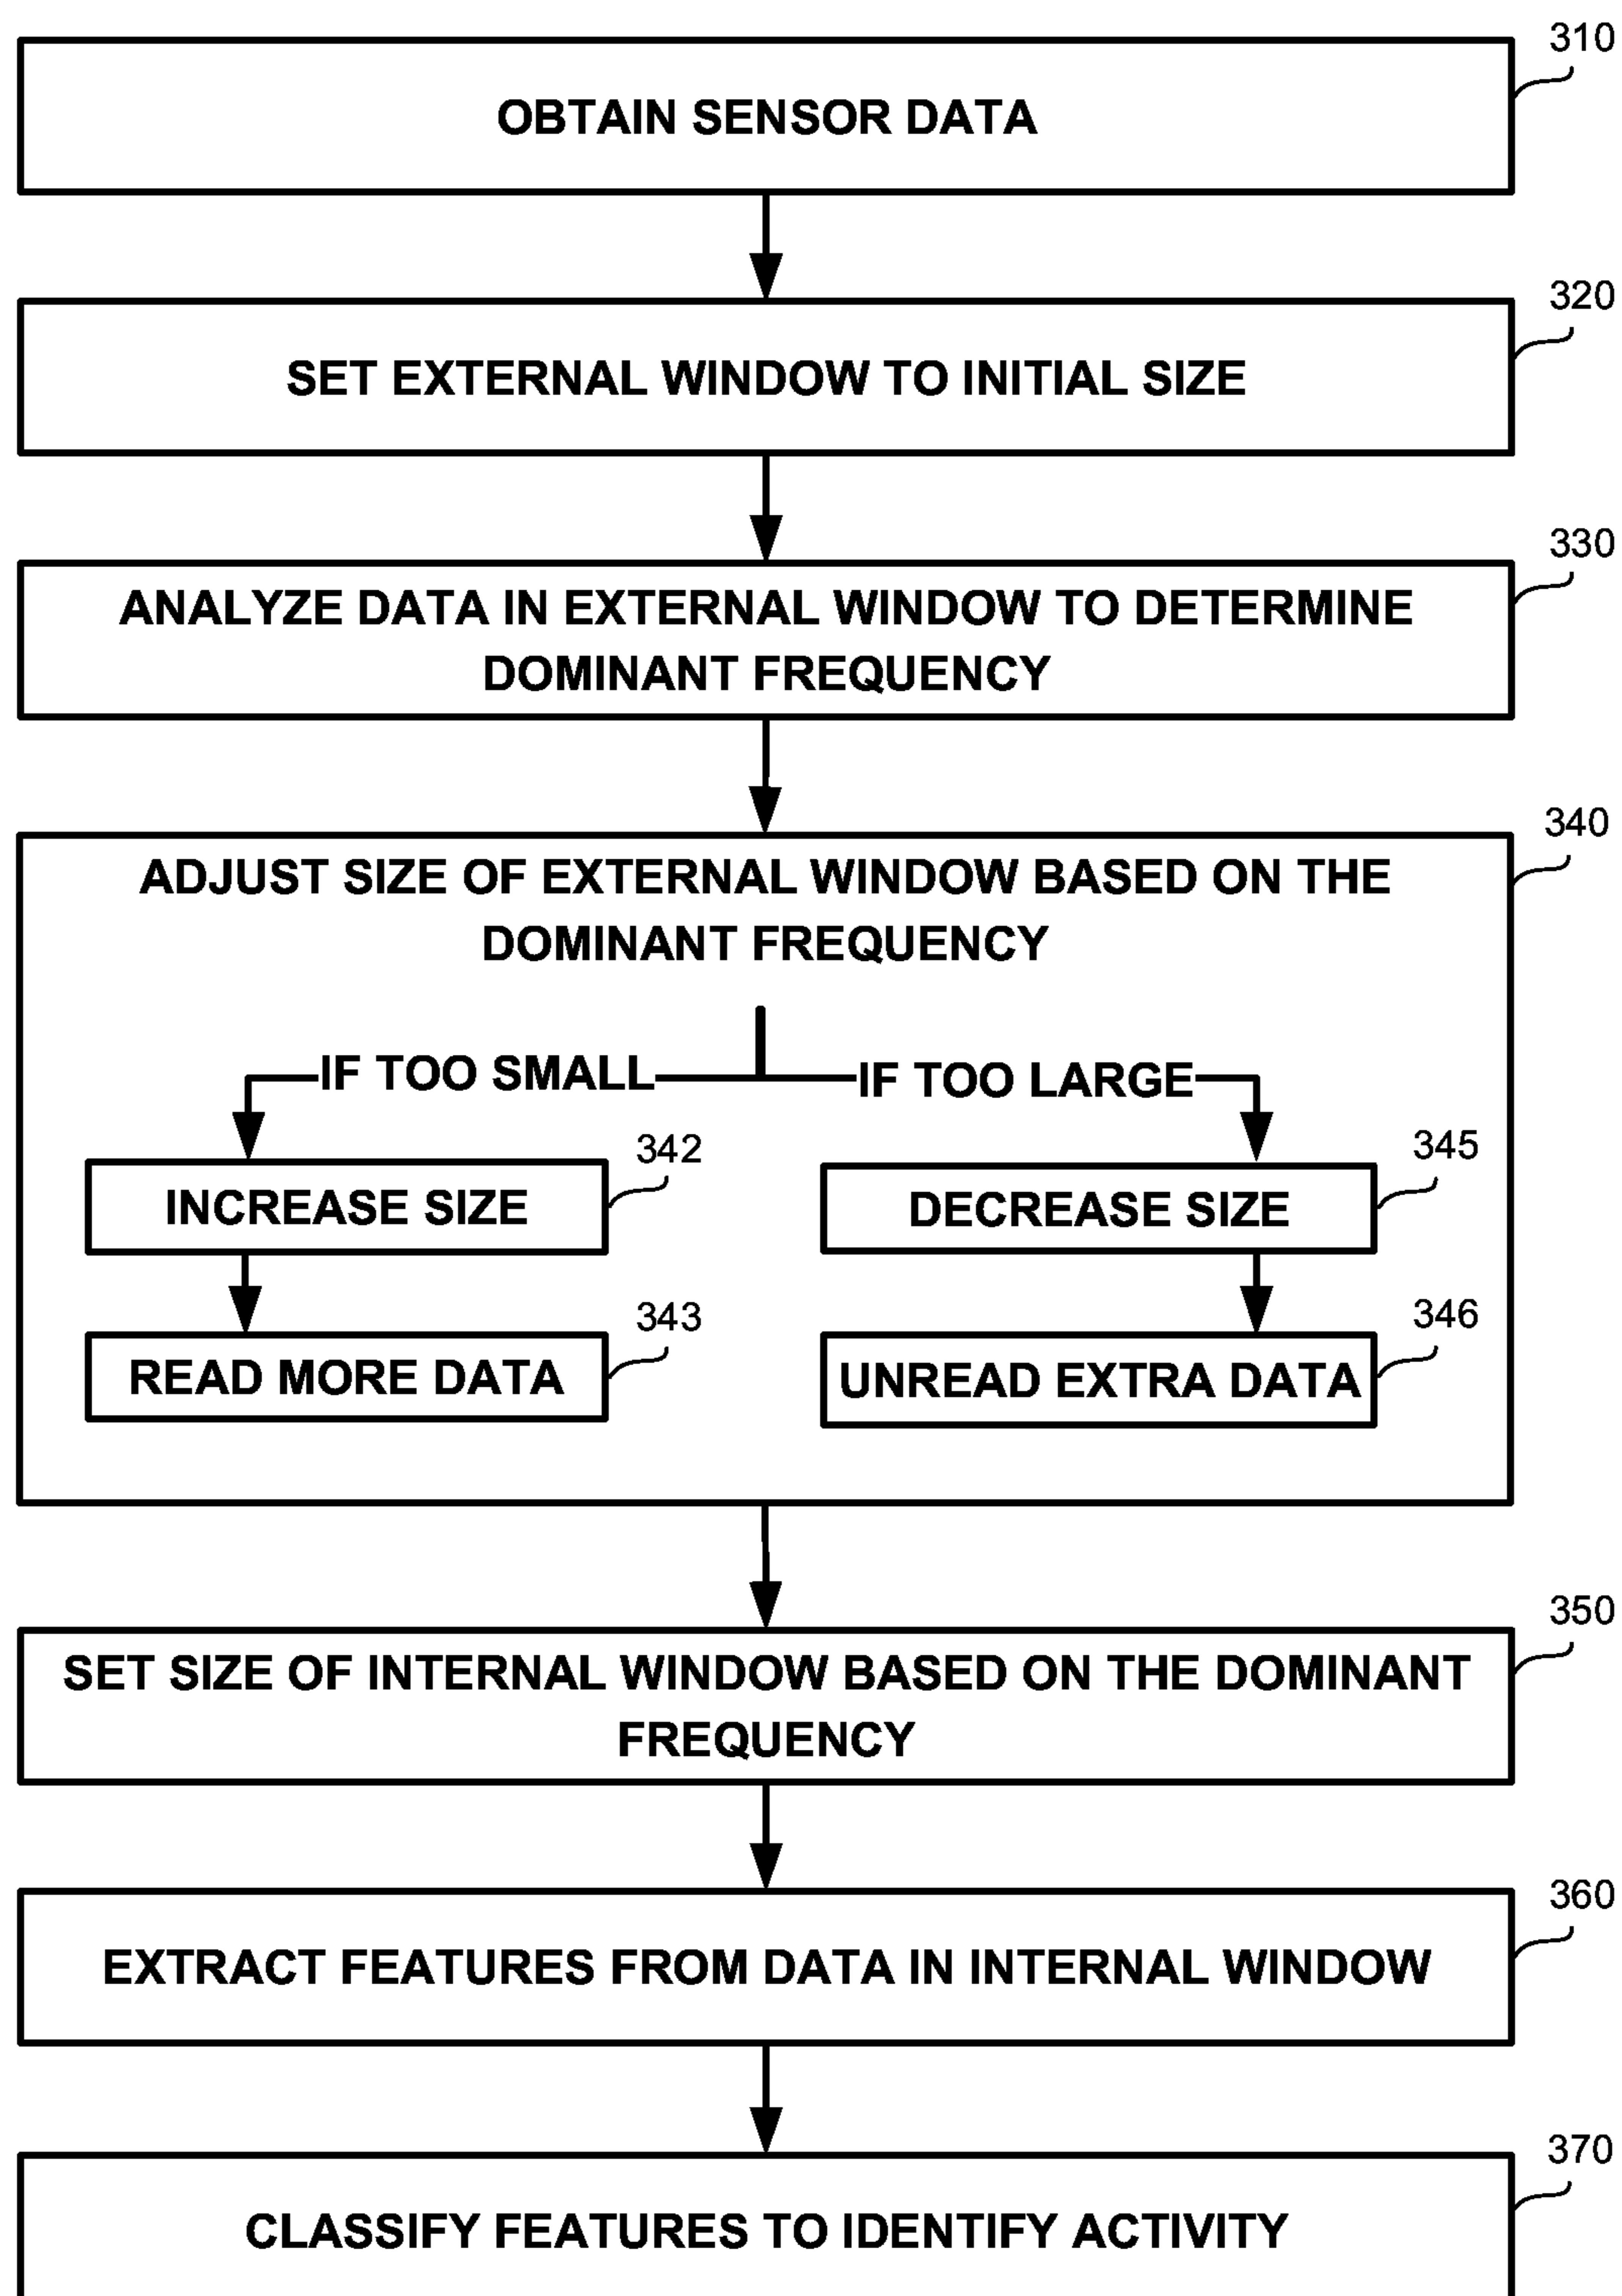 310
OBTAIN SENSOR DATA
320
SET EXTERNAL WINDOW TO INITIAL SIZE
330
ANALYZE DATA IN EXTERNAL WINDOW TO DETERMINE
DOMINANT FREQUENCY
340
ADJUST SIZE OF EXTERNAL WINDOW BASED ON THE
DOMINANT FREQUENCY
IF TOO SMALL
IF TOO LARGE
342
INCREASE SIZE
345
DECREASE SIZE
343
READ MORE DATA
346
UNREAD EXTRA DATA
350
SET SIZE OF INTERNAL WINDOW BASED ON THE DOMINANT
FREQUENCY
360
EXTRACT FEATURES FROM DATA IN INTERNAL WINDOW
370
CLASSIFY FEATURES TO IDENTIFY ACTIVITY